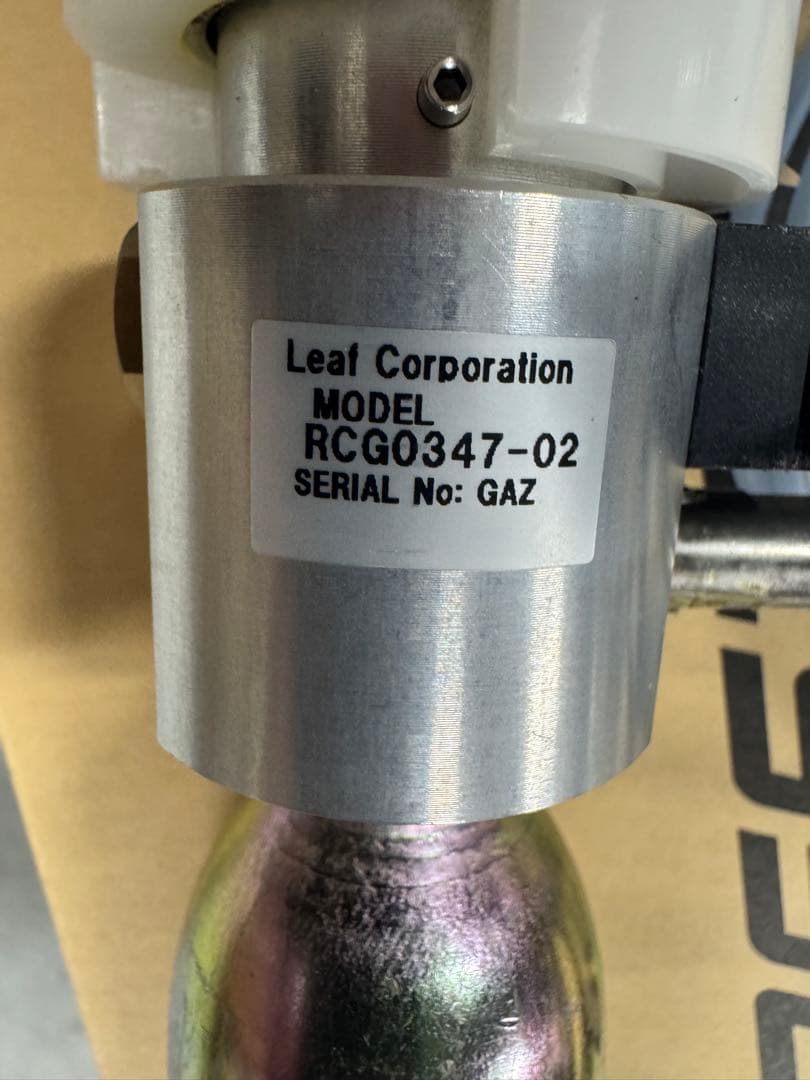 Leaf Corporation
MODEL
RCG0347-02
SERIAL No: GAZ